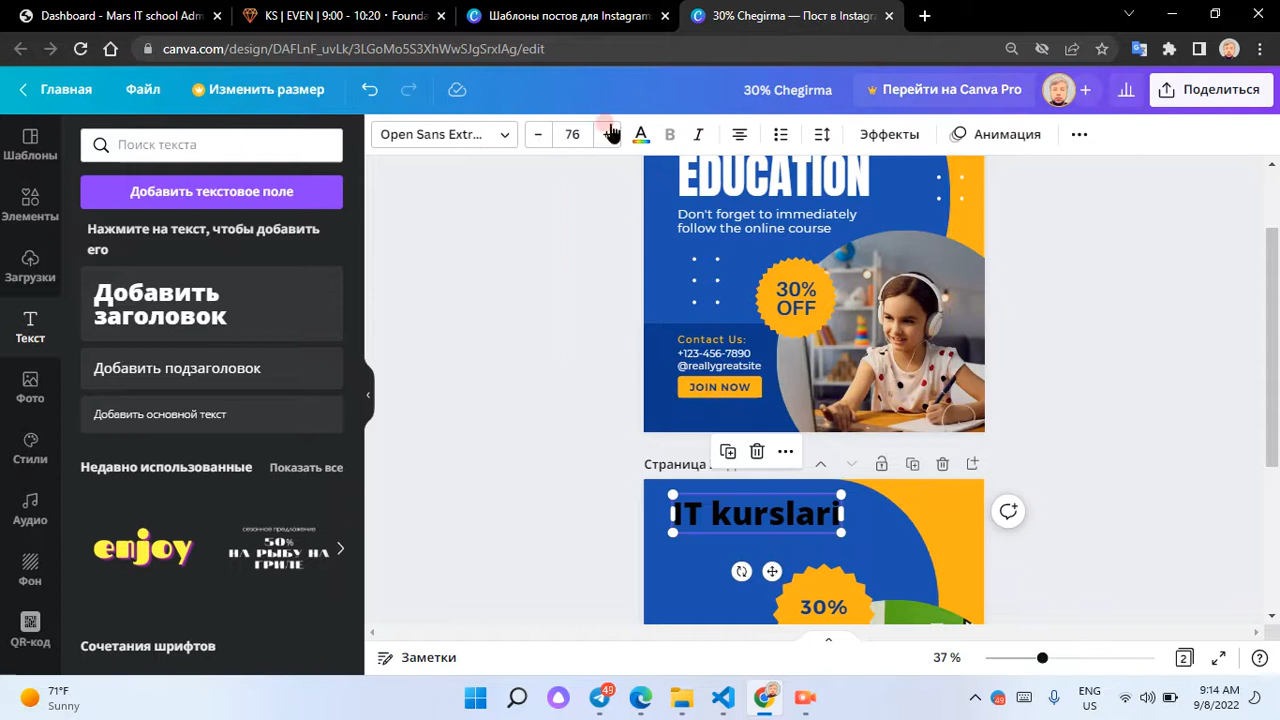 Dashboard - Mars IT school Adm
KS | EVEN | 9:00 - 10:20 • Founda
Шаблоны постов для Instagram
30% Chegirma — Пост в Instagra
canva.com/design/DAFLnF_uvLk/3LGoMo5S3XhWwSJgSrxlAg/edit
Главная
Файл
Изменить размер
30% Chegirma
Перейти на Canva Pro
Поделиться
Open Sans Extr...
76
Эффекты
Анимация
Шаблоны
Элементы
Загрузки
Текст
Фото
Стили
Аудио
Фон
QR-код
Поиск текста
Добавить текстовое поле
Нажмите на текст, чтобы добавить
его
Добавить
заголовок
Добавить подзаголовок
Добавить основной текст
Недавно использованные
Показать все
enjoy
сезонное предложение
50%
НА РЫБУ НА
ГРИЛЕ
Сочетания шрифтов
EDUCATION
Don't forget to immediately
follow the online course
30%
OFF
Contact Us:
+123-456-7890
@reallygreatsite
JOIN NOW
IT kurslari
30%
Заметки
37 %
2
71°F
Sunny
49
49
ENG
US
9:14 AM
9/8/2022